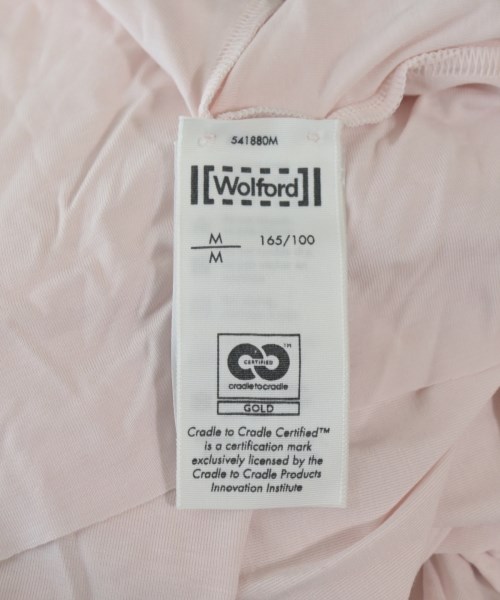 541880M
Wolford
M
M
165/100
TM
CERTIFIED
cradletocradle
GOLD
Cradle to Cradle Certified™
is a certification mark
exclusively licensed by the
Cradle to Cradle Products
Innovation Institute